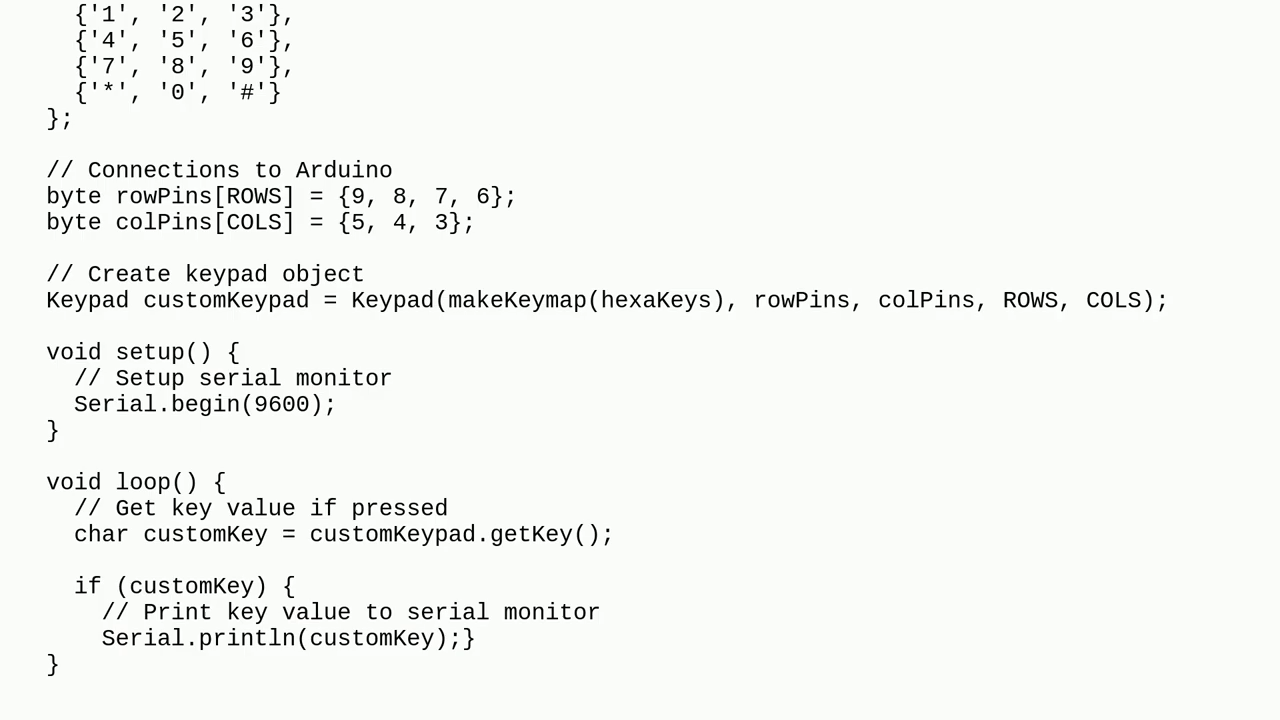 {'1', '2', '3'},
{'4', '5', '6'},
{'7', '8', '9'},
{'*', '0', '#'}
};
// Connections to Arduino
byte rowPins[ROWS] = {9, 8, 7, 6};
byte colPins[COLS] = {5, 4, 3};
// Create keypad object
Keypad customKeypad = Keypad(makeKeymap(hexaKeys), rowPins, colPins, ROWS, COLS);
void setup() {
// Setup serial monitor
Serial.begin(9600);
}
void loop() {
// Get key value if pressed
char customKey = customKeypad.getKey();
if (customKey) {
// Print key value to serial monitor
Serial.println(customKey);}
}